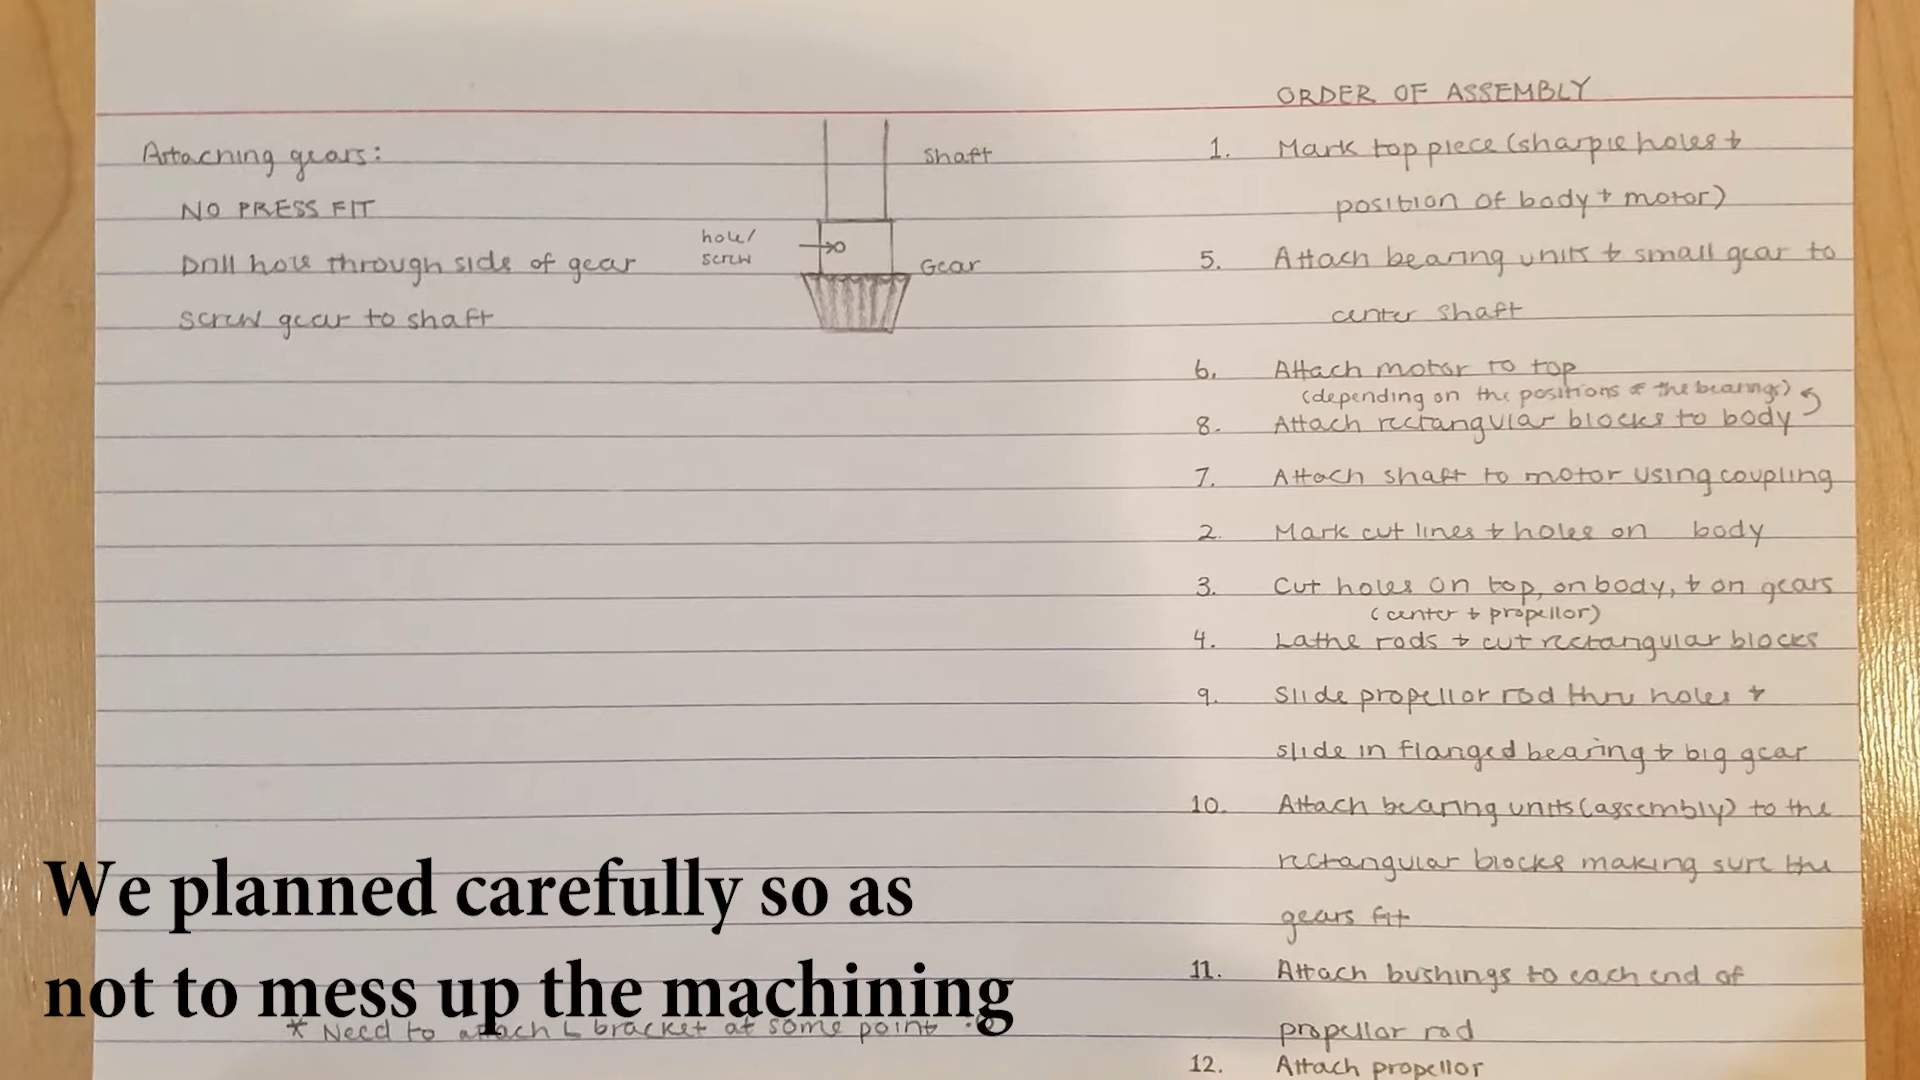 Attaching gears:
NO PRESS FIT
Drill hole through side of gear
screw gear to shaft
hole/
screw
Shaft
Gear
ORDER OF ASSEMBLY
1. Mark top piece (sharpie holes +
position of body + motor)
5. Attach bearing units + small gear to
center shaft
6. Attach motor to top
(depending on the positions of the bearings)
8. Attach rectangular blocks to body
7. Attach shaft to motor using coupling
2. Mark cut lines + holes on body
3. Cut holes on top, on body, + on gears
(center + propellor)
4. Lathe rods + cut rectangular blocks
9. Slide propellor rod thru holes +
slide in flanged bearing + big gear
10. Attach bearing units (assembly) to the
rectangular blocks making sure the
gears fit
11. Attach bushings to each end of
propellor rod
12. Attach propellor
We planned carefully so as
not to mess up the machining
* Need to attach L bracket at some point